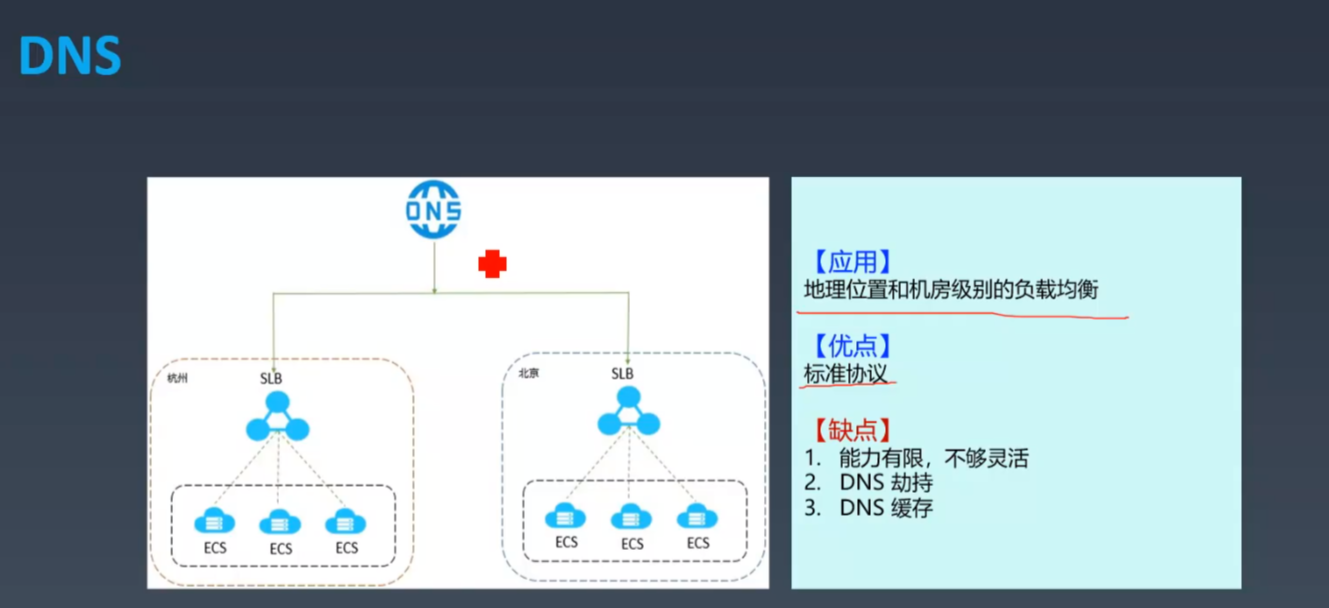 DNS
DNS
杭州
SLB
ECS
ECS
ECS
北京
SLB
ECS
ECS
ECS
【应用】
地理位置和机房级别的负载均衡
【优点】
标准协议
【缺点】
1. 能力有限，不够灵活
2. DNS 劫持
3. DNS 缓存